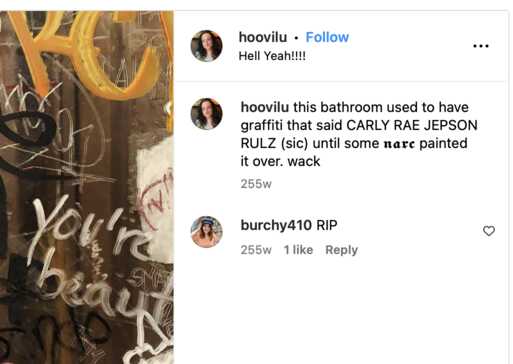 hoovilu • Follow
Hell Yeah!!!!
hoovilu this bathroom used to have
graffiti that said CARLY RAE JEPSON
RULZ (sic) until some 𝖓𝖆𝖗𝖈 painted
it over. wack
255w
burchy410 RIP
255w 1 like Reply
You're
beaut